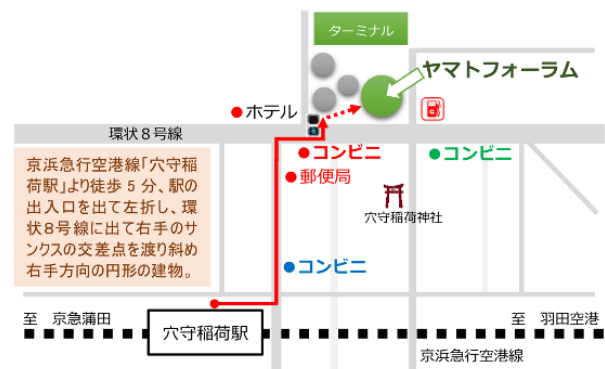 ターミナル
ヤマトフォーラム
ホテル
環状８号線
コンビニ
コンビニ
郵便局
京浜急行空港線「穴守稲
荷駅」より徒歩 5 分、駅の
出入口を出て左折し、環
状8号線に出て右手のサ
ンクスの交差点を渡り斜め
右手方向の円形の建物。
穴守稲荷神社
コンビニ
至　京急蒲田
穴守稲荷駅
至　羽田空港
京浜急行空港線